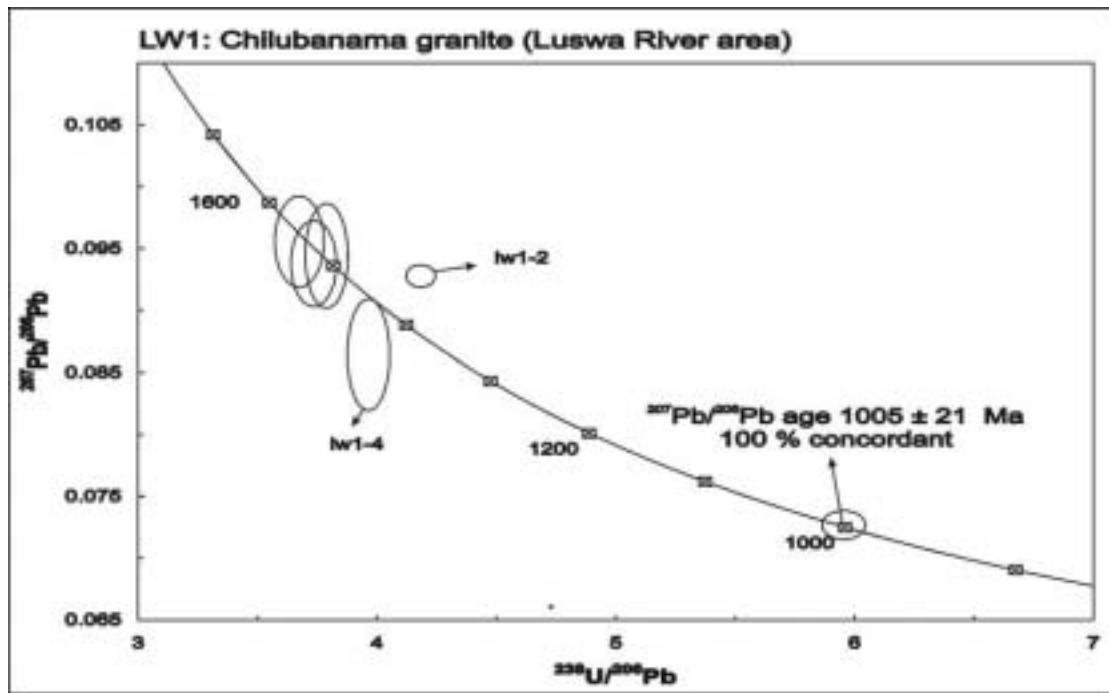 LW1: Chilubanama granite (Luswa River area)
0.105
1600
0.095
lw1-2
²⁰⁷Pb/²⁰⁶Pb
0.085
²⁰⁷Pb/²⁰⁶Pb age 1005 ± 21 Ma
100 % concordant
lw1-4
1200
0.075
1000
0.065
3 4 5 6 7
²³⁸U/²⁰⁶Pb